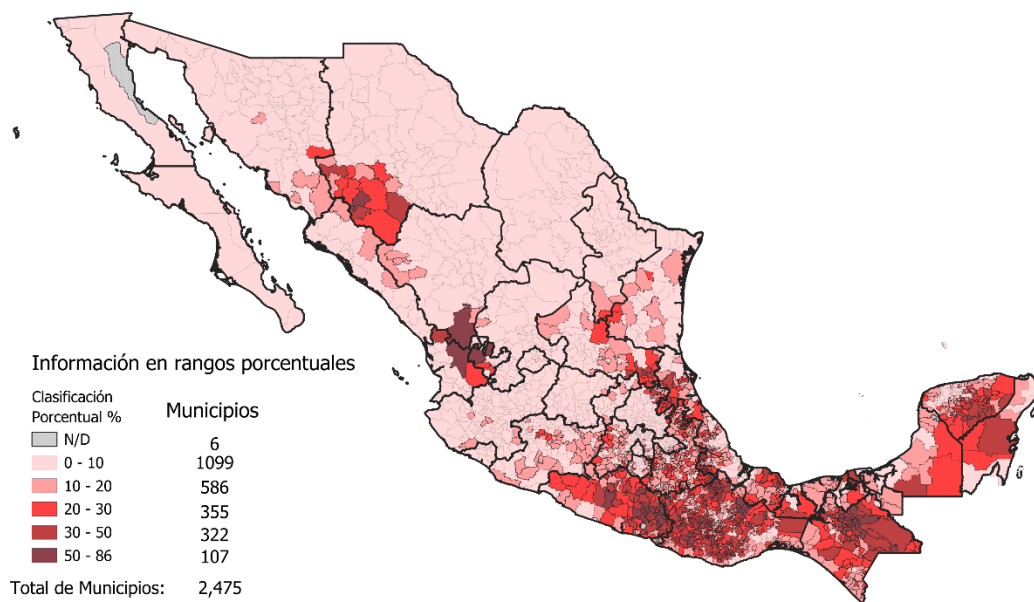 Información en rangos porcentuales
Clasificación
Porcentual % Municipios
N/D 6
0 - 10 1099
10 - 20 586
20 - 30 355
30 - 50 322
50 - 86 107
Total de Municipios: 2,475